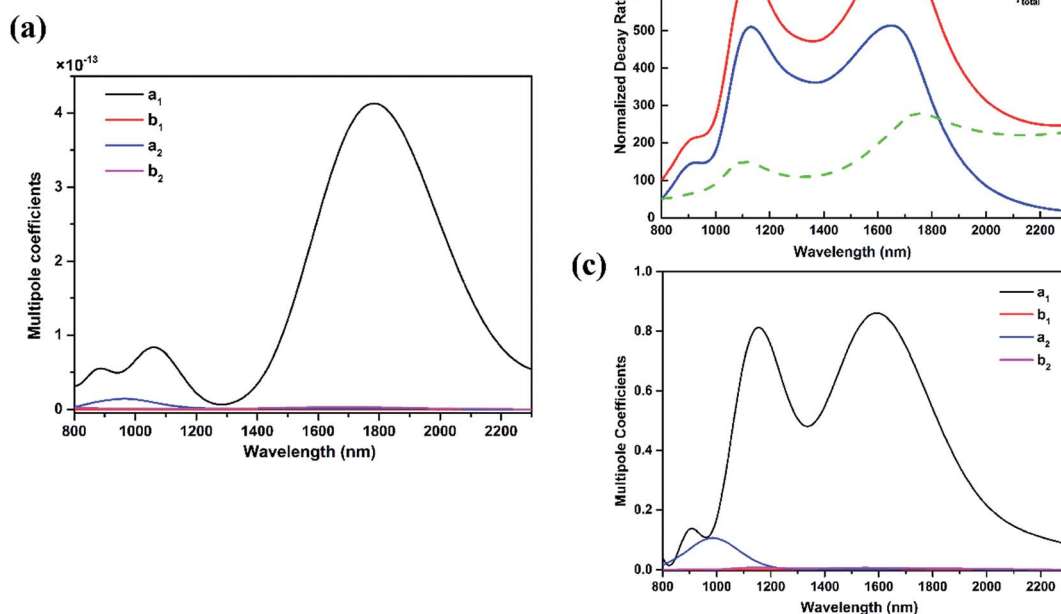 (a)
×10⁻¹³
a₁
b₁
a₂
b₂
4
3
2
1
0
Multipole coefficients
800 1000 1200 1400 1600 1800 2000 2200
Wavelength (nm)
total
500
400
300
200
100
0
Normalized Decay Rat
800 1000 1200 1400 1600 1800 2000 2200
Wavelength (nm)
(c)
1.0
0.8
0.6
0.4
0.2
0.0
a₁
b₁
a₂
b₂
Multipole Coefficients
800 1000 1200 1400 1600 1800 2000 2200
Wavelength (nm)